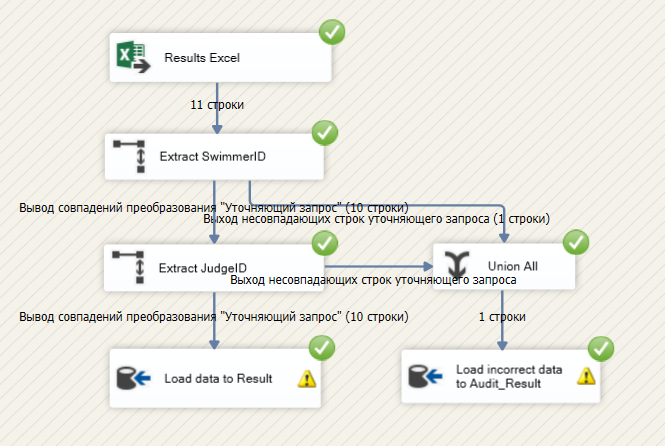 Results Excel
11 строки
Extract SwimmerID
Вывод совпадений преобразования "Уточняющий запрос" (10 строки)
Выход несовпадающих строк уточняющего запроса (1 строки)
Extract JudgeID
Union All
Выход несовпадающих строк уточняющего запроса
Вывод совпадений преобразования "Уточняющий запрос" (10 строки)
1 строки
Load data to Result
Load incorrect data
to Audit_Result